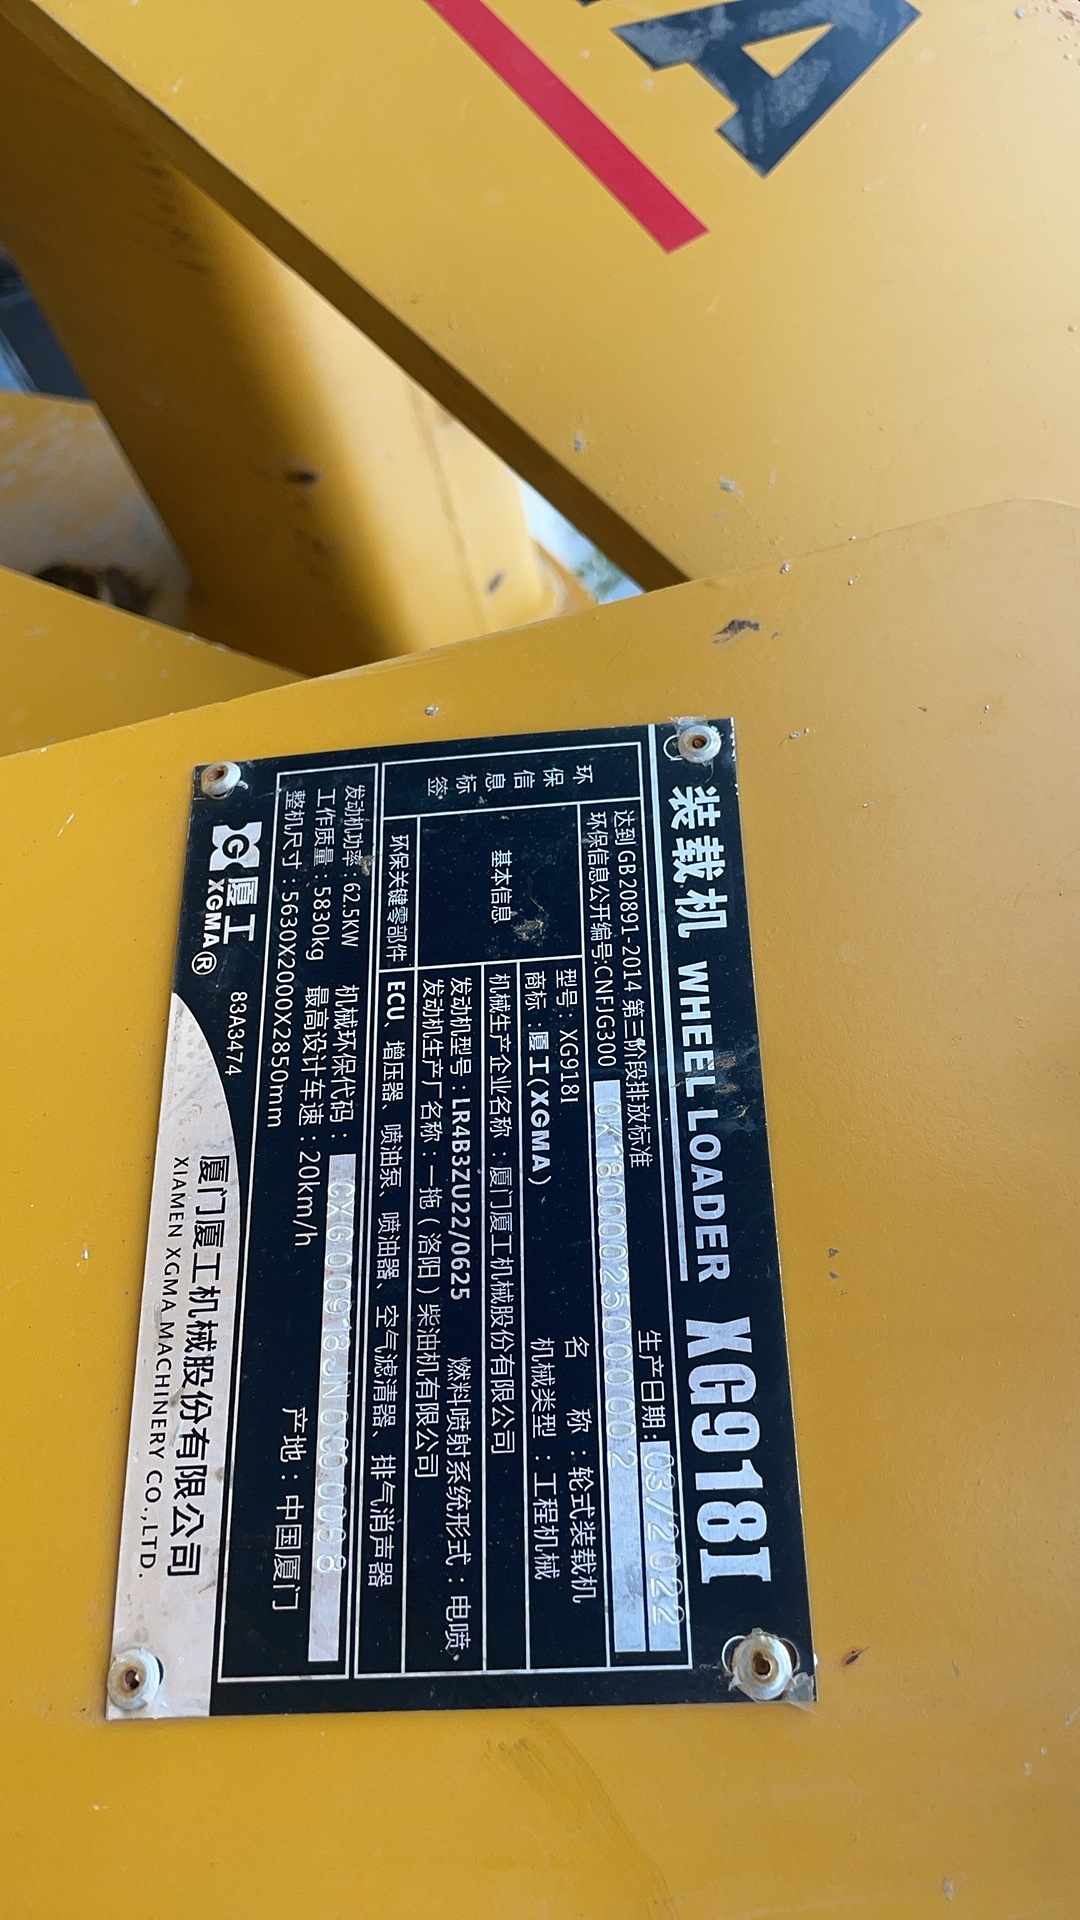 A
装载机 WHEEL LOADER XG918I
环保信息标签
达到GB20891-2014 第三阶段排放标准 生产日期:03/2022
环保信息公开编号:CNFJG300
基本信息
型号: XG918I 名 称:轮式装载机
商标:厦工(XGMA) 机械类型:工程机械
机械生产企业名称:厦门厦工机械股份有限公司
环保关键零部件
发动机型号:LR4B3ZU22/0625 燃料喷射系统形式:电喷
发动机生产厂名称:一拖(洛阳)柴油机有限公司
ECU、增压器、喷油泵、喷油器、空气滤清器、排气消声器
发动机功率:62.5KW 机械环保代码:
工作质量:5830kg 最高设计车速:20km/h
整机尺寸:5630X2000X2850mm 产地:中国厦门
厦工
XGMA®
83A3474
厦门厦工机械股份有限公司
XIAMEN XGMA MACHINERY CO.,LTD.